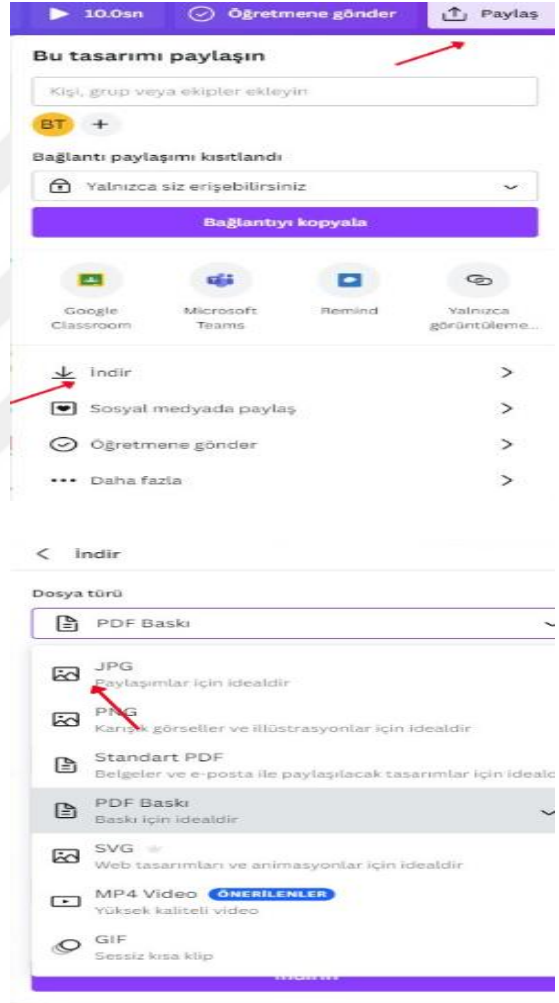 10.0sn
Öğretmene gönder
Paylaş
Bu tasarımı paylaşın
Kişi, grup veya ekipler ekleyin
BT +
Bağlantı paylaşımı kısıtlandı
Yalnızca siz erişebilirsiniz
Bağlantıyı kopyala
Google Classroom
Microsoft Teams
Remind
Yalnızca görüntüleme...
İndir
Sosyal medyada paylaş
Öğretmene gönder
Daha fazla
İndir
Dosya türü
PDF Baskı
JPG
Paylaşımlar için idealdir
PNG
Karışık görseller ve illüstrasyonlar için idealdir
Standart PDF
Belgeler ve e-posta ile paylaşılacak tasarımlar için ideald
PDF Baskı
Baskı için idealdir
SVG
Web tasarımları ve animasyonlar için idealdir
MP4 Video ÖNERİLENLER
Yüksek kaliteli video
GIF
Sessiz kısa klip